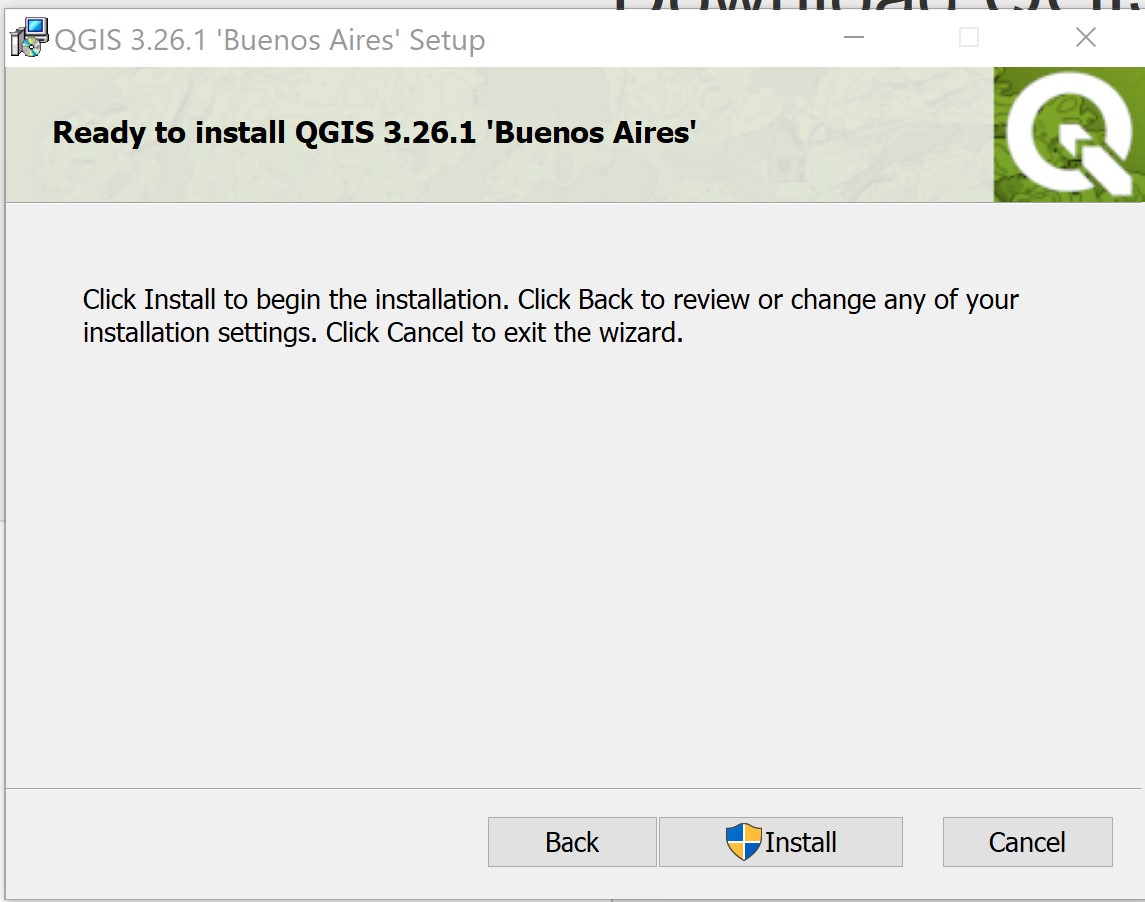 QGIS 3.26.1 'Buenos Aires' Setup
Ready to install QGIS 3.26.1 'Buenos Aires'
Click Install to begin the installation. Click Back to review or change any of your
installation settings. Click Cancel to exit the wizard.
Back
Install
Cancel